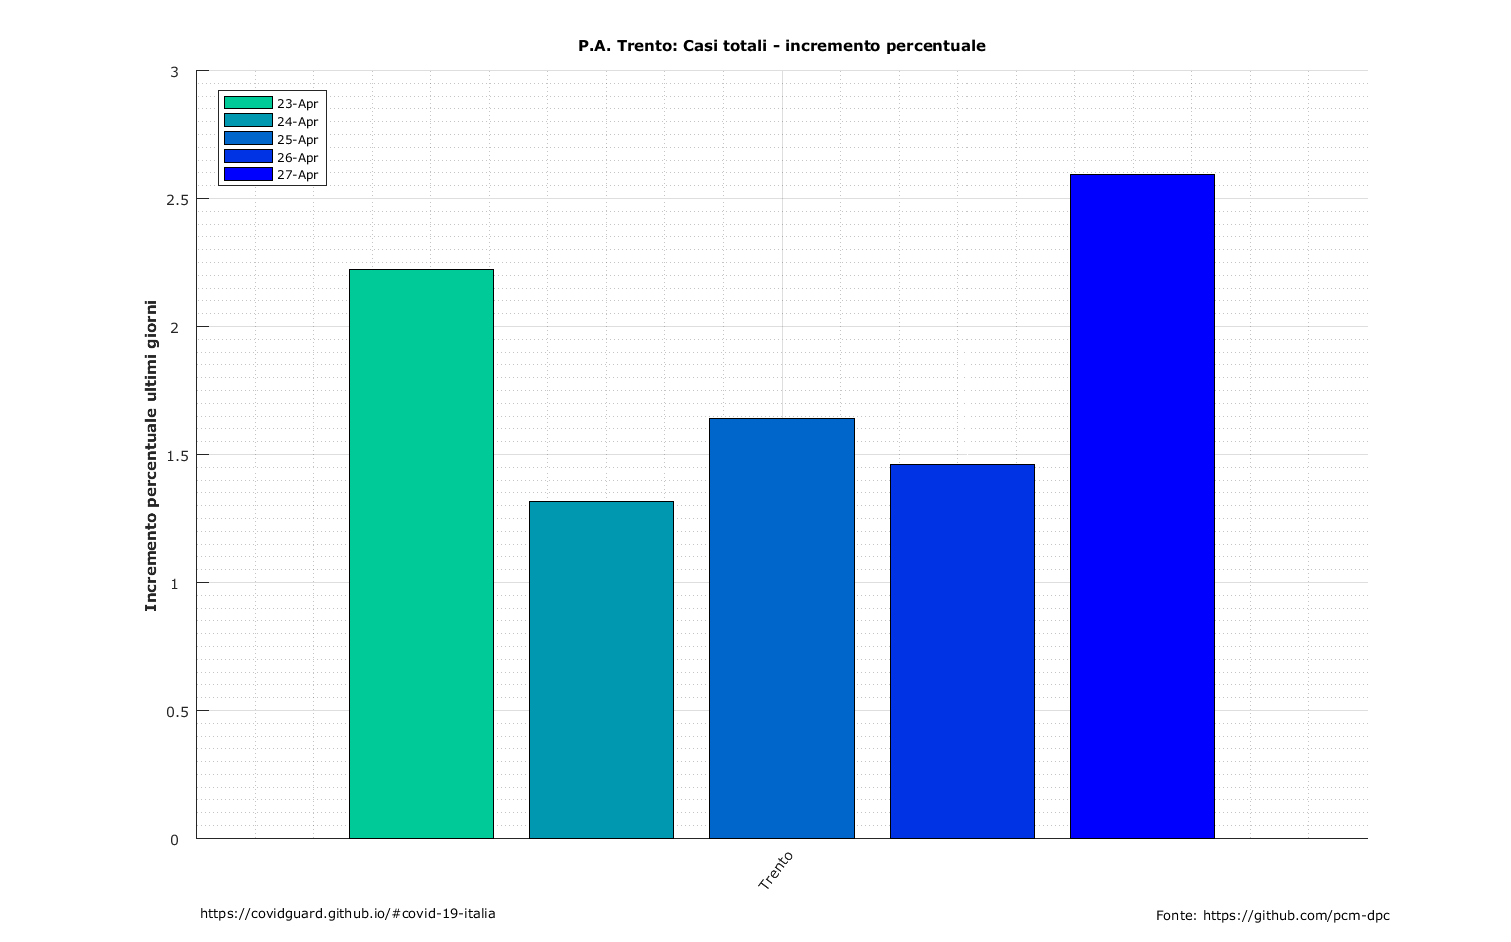 P.A. Trento: Casi totali - incremento percentuale
3
23-Apr
24-Apr
25-Apr
26-Apr
27-Apr
2.5
2
1.5
1
0.5
0
Incremento percentuale ultimi giorni
Trento
https://covidguard.github.io/#covid-19-italia
Fonte: https://github.com/pcm-dpc